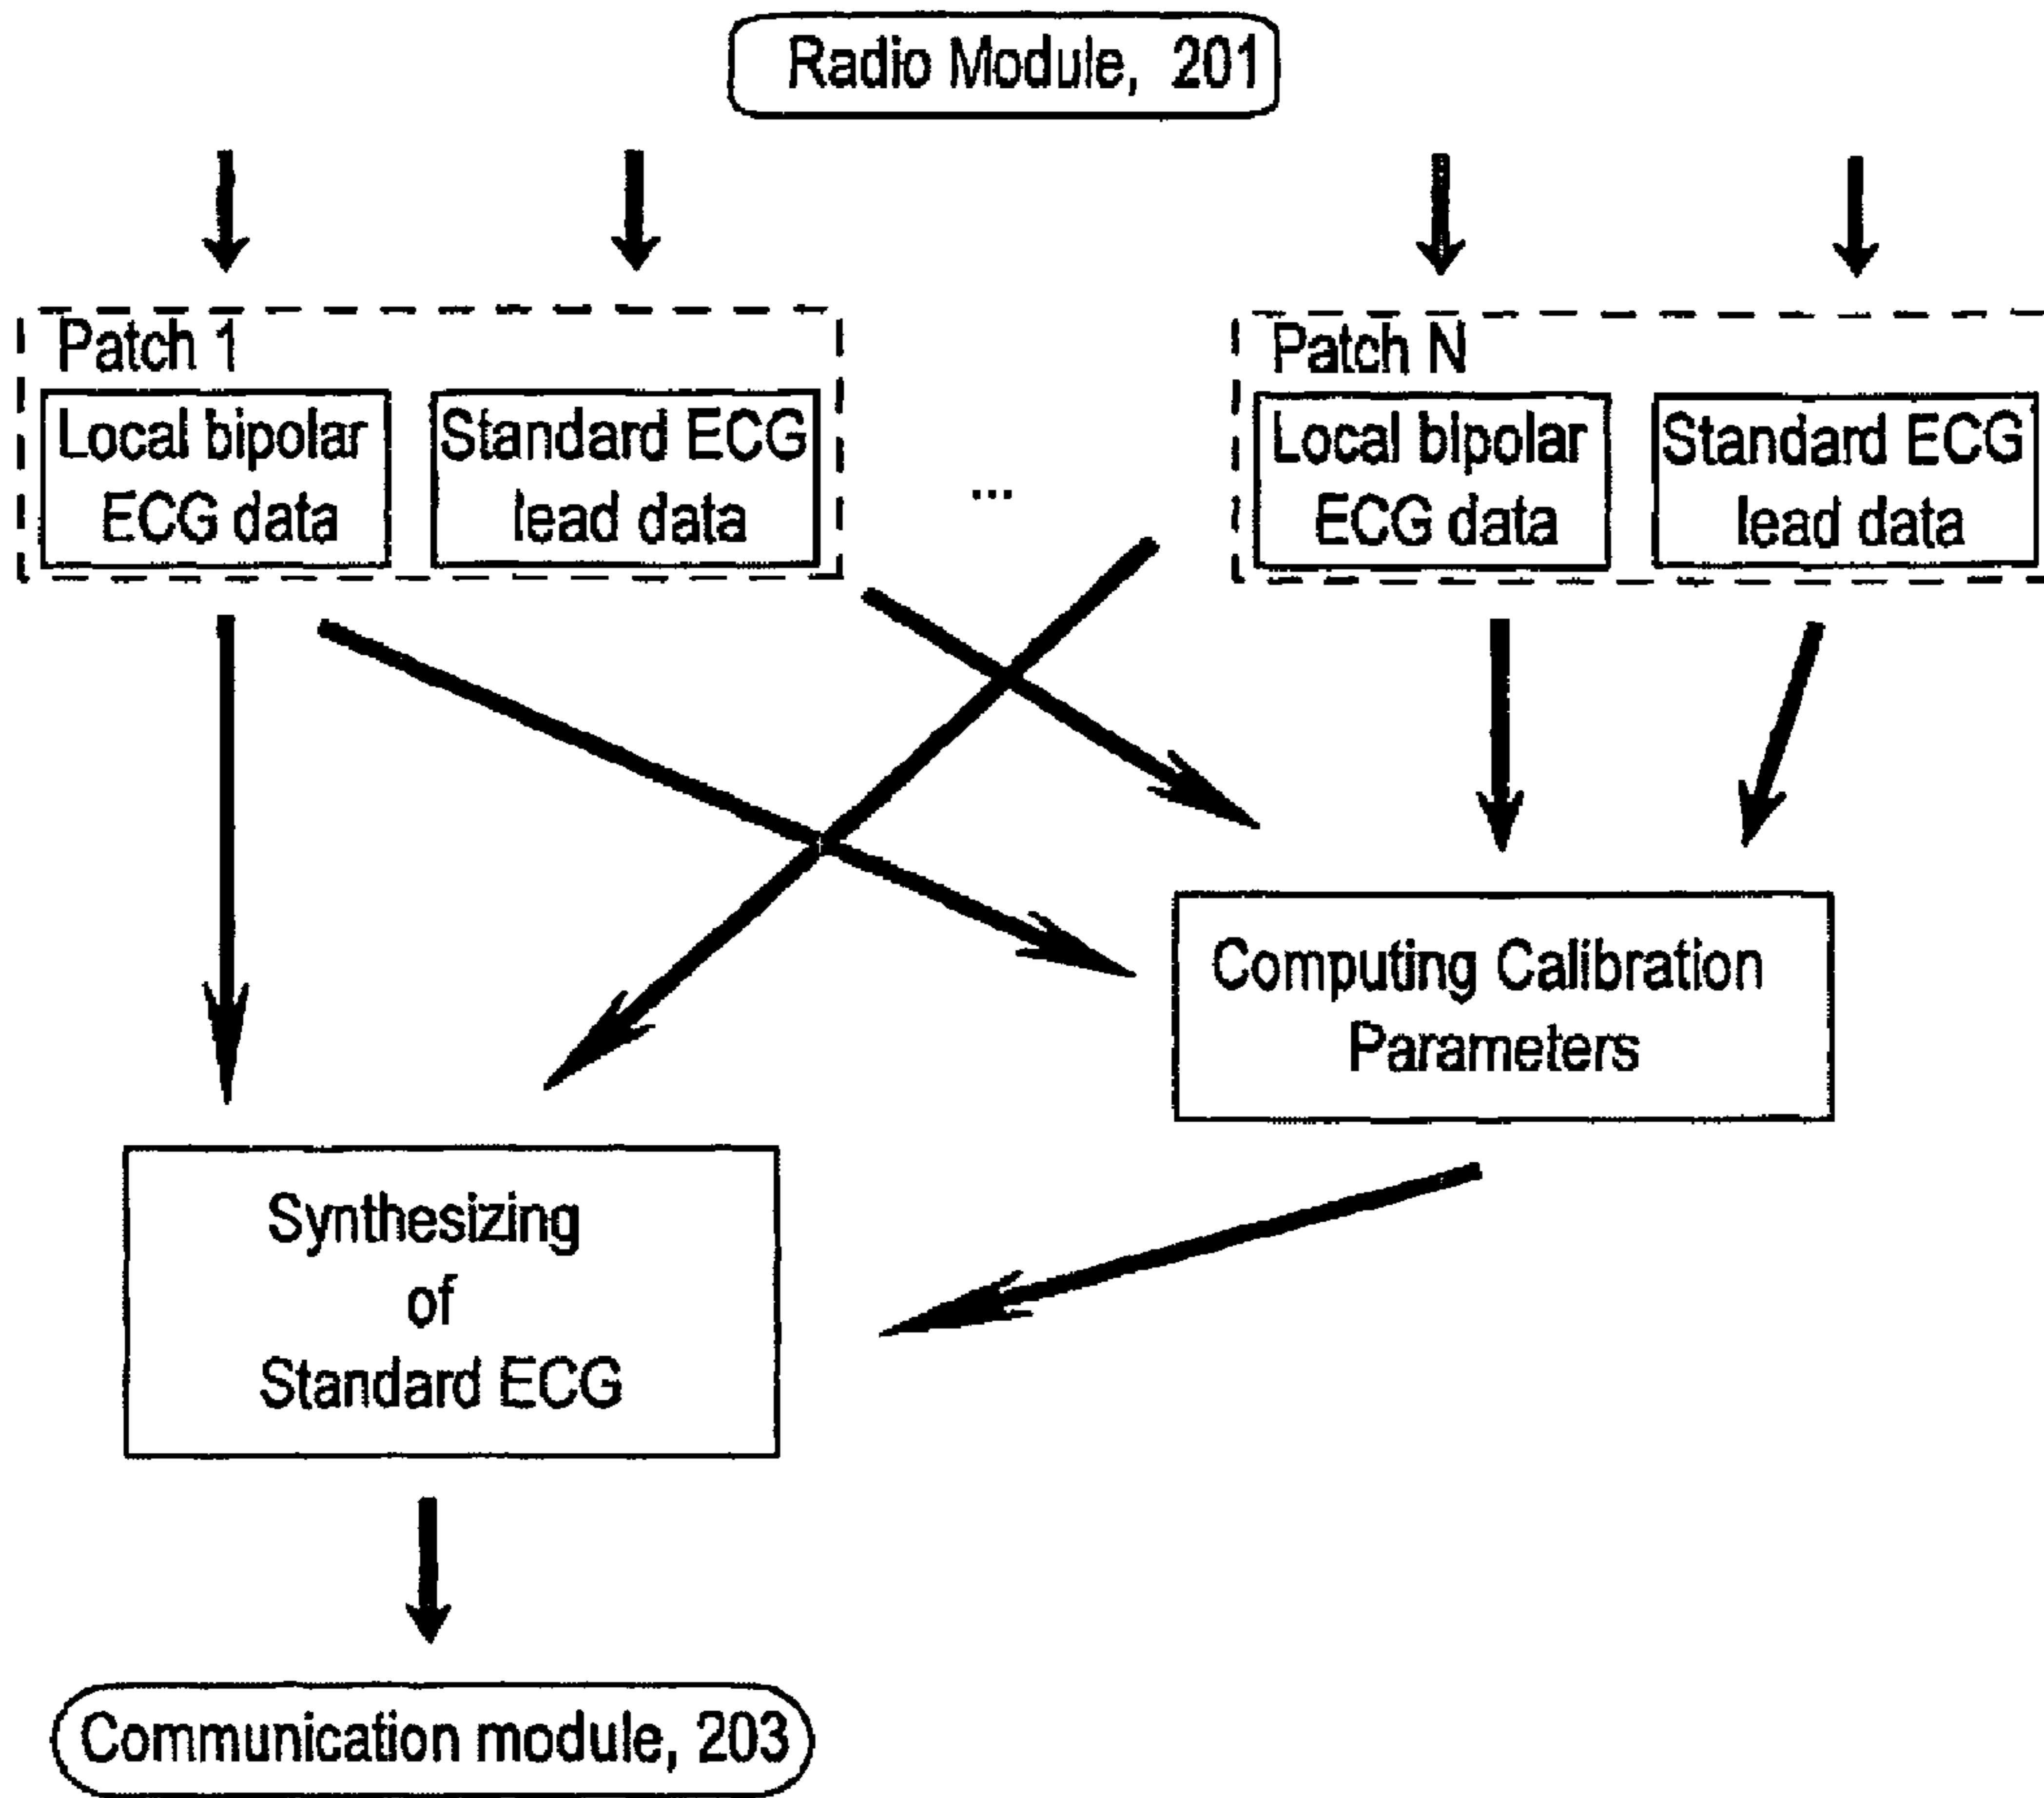 Radio Module, 201
Patch 1
Local bipolar
ECG data
Standard ECG
lead data
...
Patch N
Local bipolar
ECG data
Standard ECG
lead data
Computing Calibration
Parameters
Synthesizing
of
Standard ECG
Communication module, 203